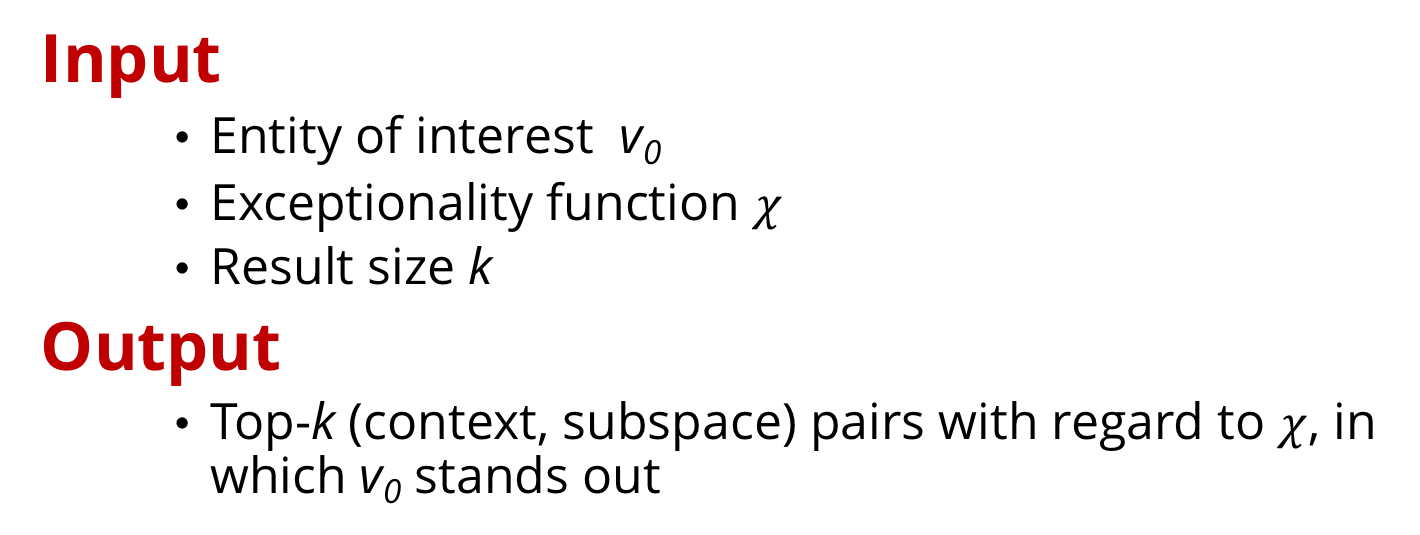 Input
• Entity of interest v₀
• Exceptionality function χ
• Result size k
Output
• Top-k (context, subspace) pairs with regard to χ, in
which v₀ stands out